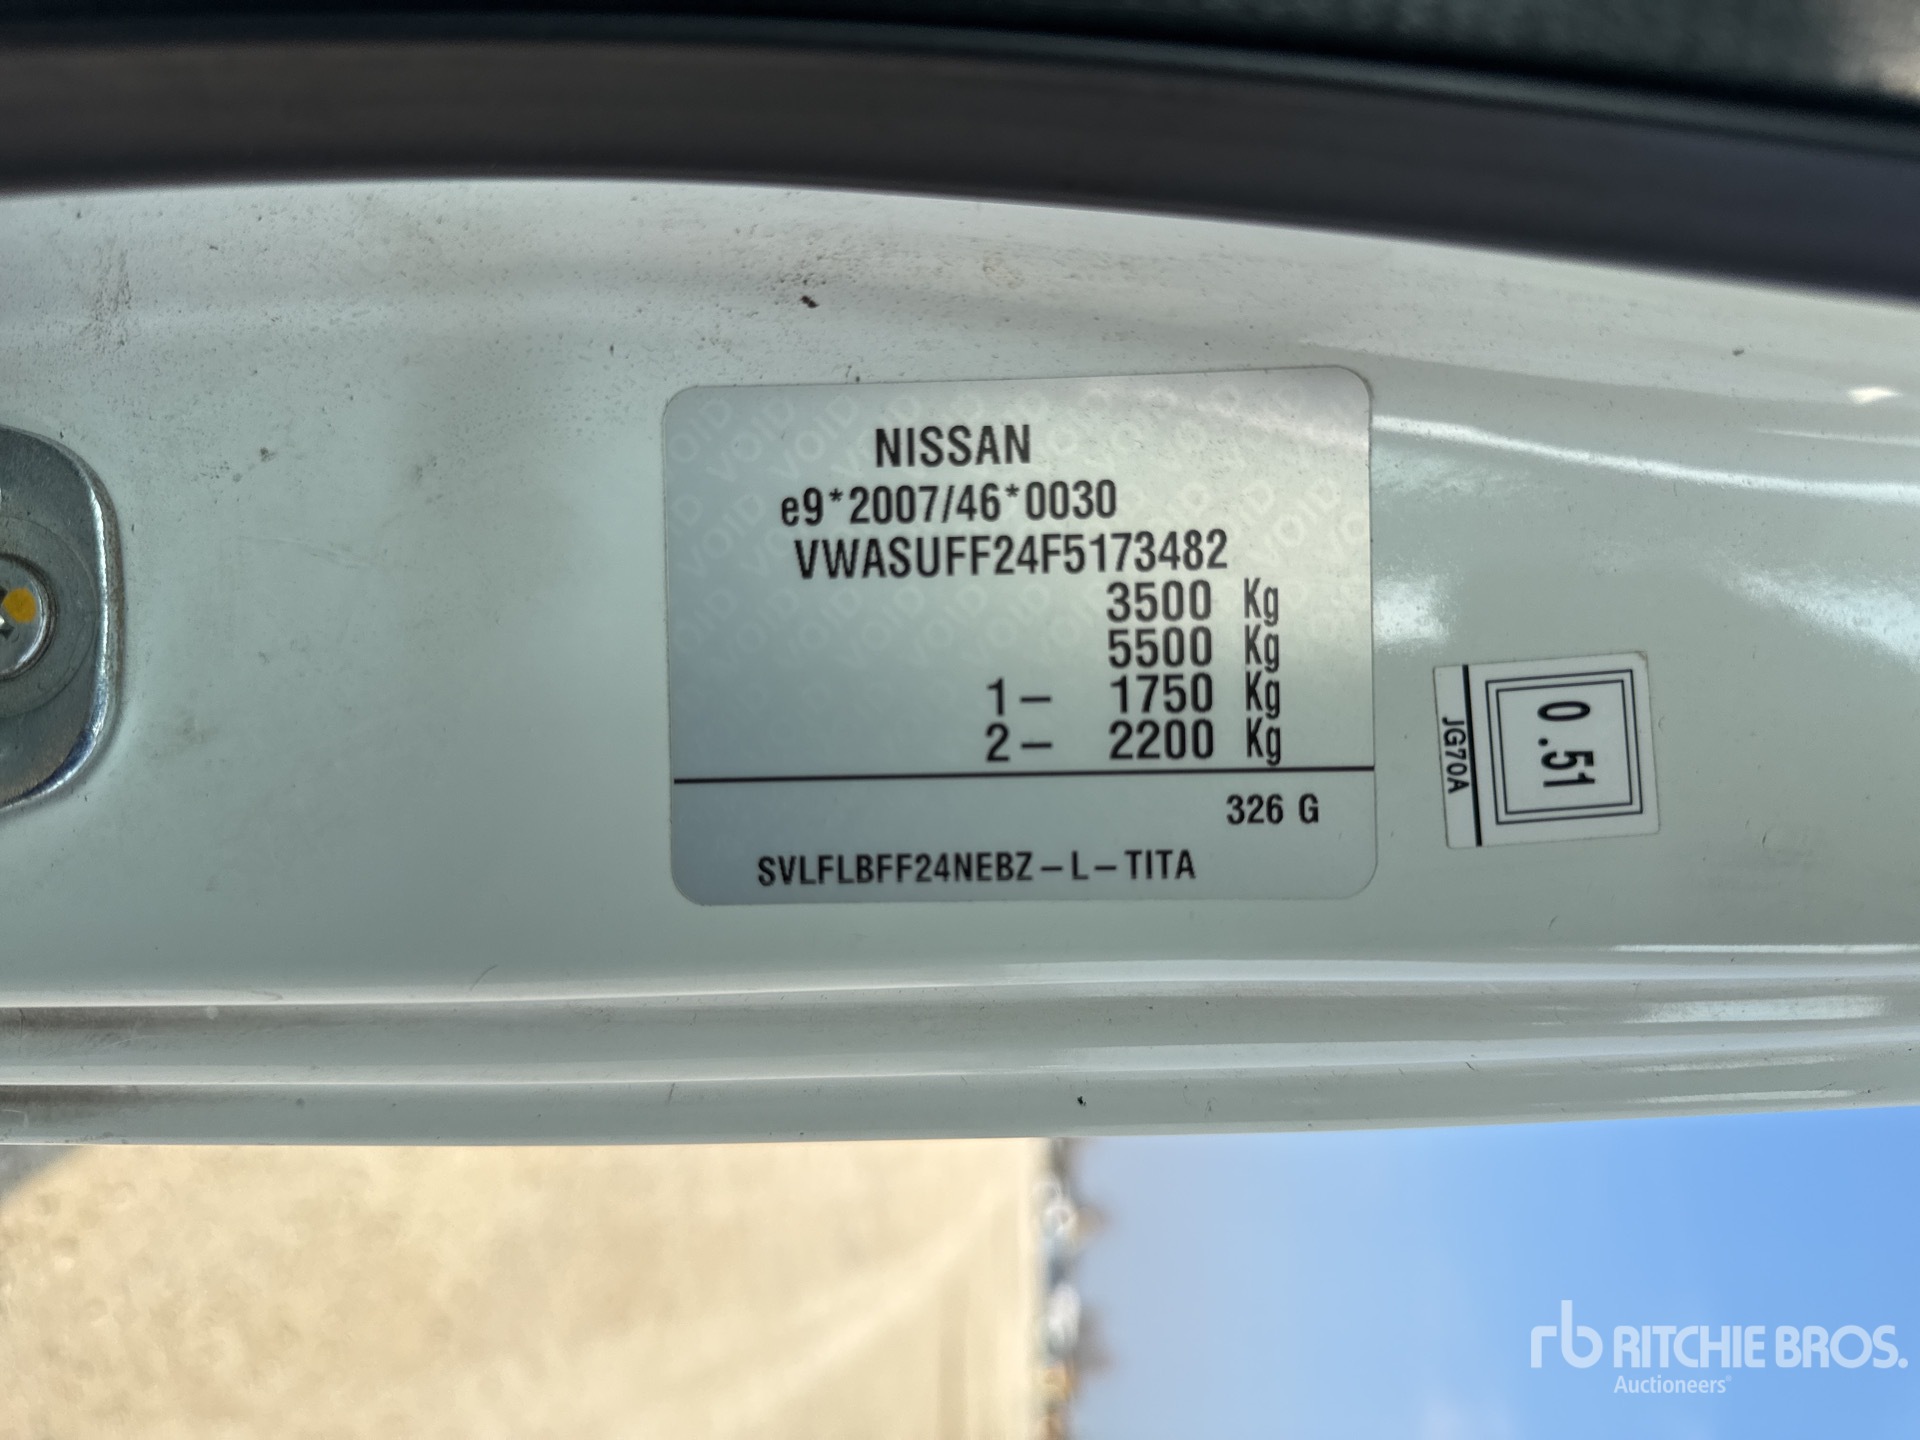 NISSAN
e9*2007/46*0030
VWASUFF24F5173482
3500 Kg
5500 Kg
1- 1750 Kg
2- 2200 Kg
326 G
SVLFLBFF24NEBZ-L-TITA
0.51
JG70A
rb RITCHIE BROS.
Auctioneers